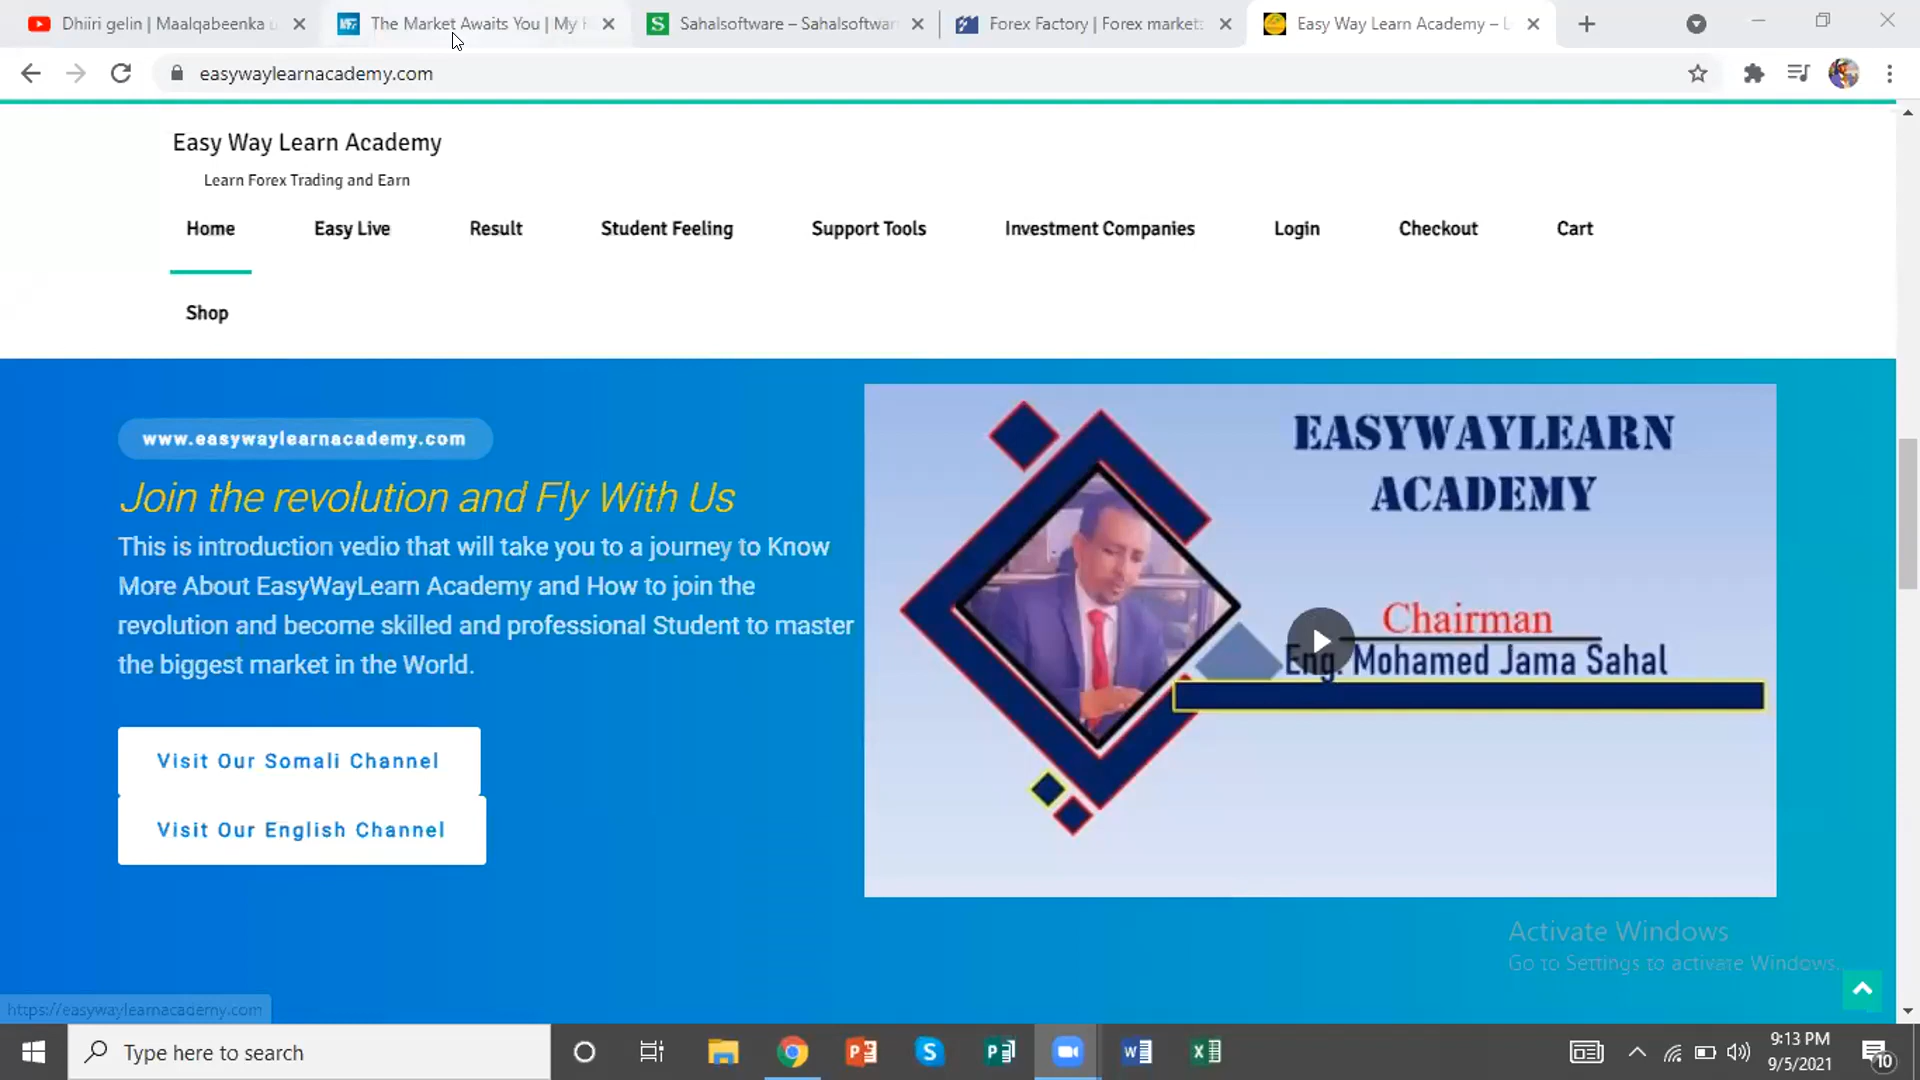 Dhiiri gelin | Maalqabeenka u
The Market Awaits You | My
Sahalsoftware – Sahalsoftwar
Forex Factory | Forex markets
Easy Way Learn Academy – L
easywaylearnacademy.com
Easy Way Learn Academy
Learn Forex Trading and Earn
Home
Easy Live
Result
Student Feeling
Support Tools
Investment Companies
Login
Checkout
Cart
Shop
www.easywaylearnacademy.com
Join the revolution and Fly With Us
This is introduction vedio that will take you to a journey to Know
More About EasyWayLearn Academy and How to join the
revolution and become skilled and professional Student to master
the biggest market in the World.
Visit Our Somali Channel
Visit Our English Channel
EASYWAYLEARN
ACADEMY
Chairman
Eng. Mohamed Jama Sahal
Activate Windows
Go to Settings to activate Windows.
https://easywaylearnacademy.com
Type here to search
9:13 PM
9/5/2021
10